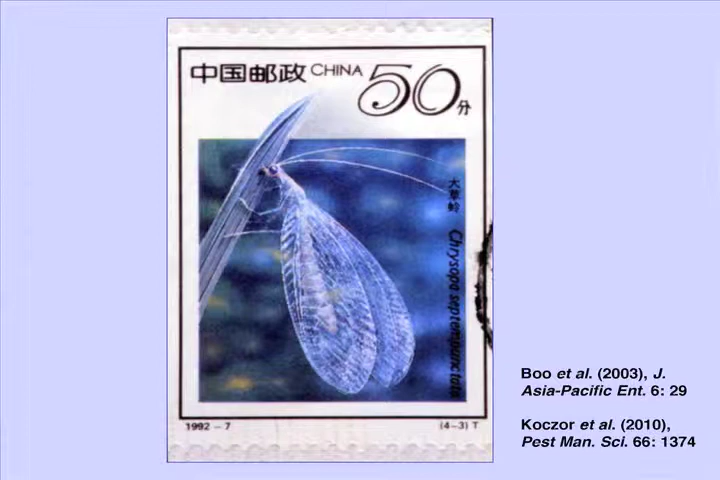 中国邮政 CHINA 50分
大草蛉 Chrysopa septempunctata
1992–7 (4–3) T
Boo et al. (2003), J.
Asia-Pacific Ent. 6: 29
Koczor et al. (2010),
Pest Man. Sci. 66: 1374